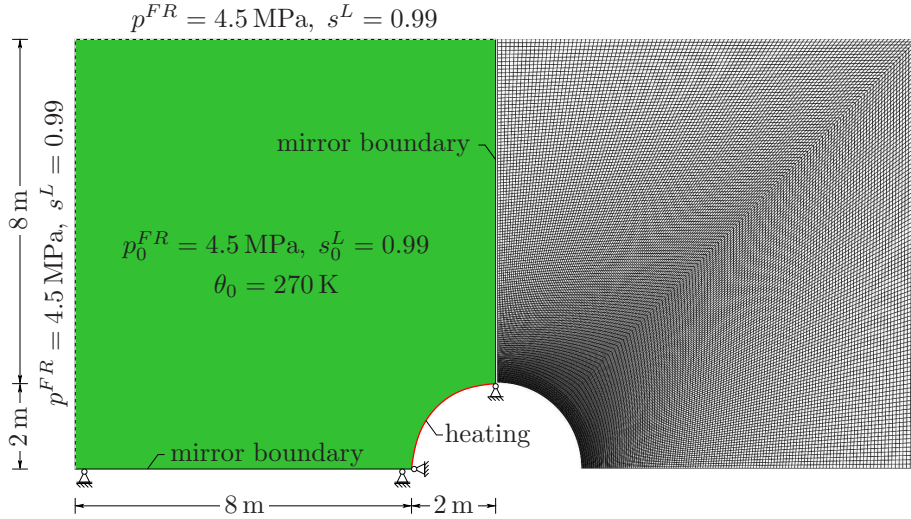 p^{FR} = 4.5 MPa, s^L = 0.99
p^{FR} = 4.5 MPa, s^L = 0.99
8 m
mirror boundary
p_0^{FR} = 4.5 MPa, s_0^L = 0.99
θ_0 = 270 K
2 m
heating
mirror boundary
8 m
2 m